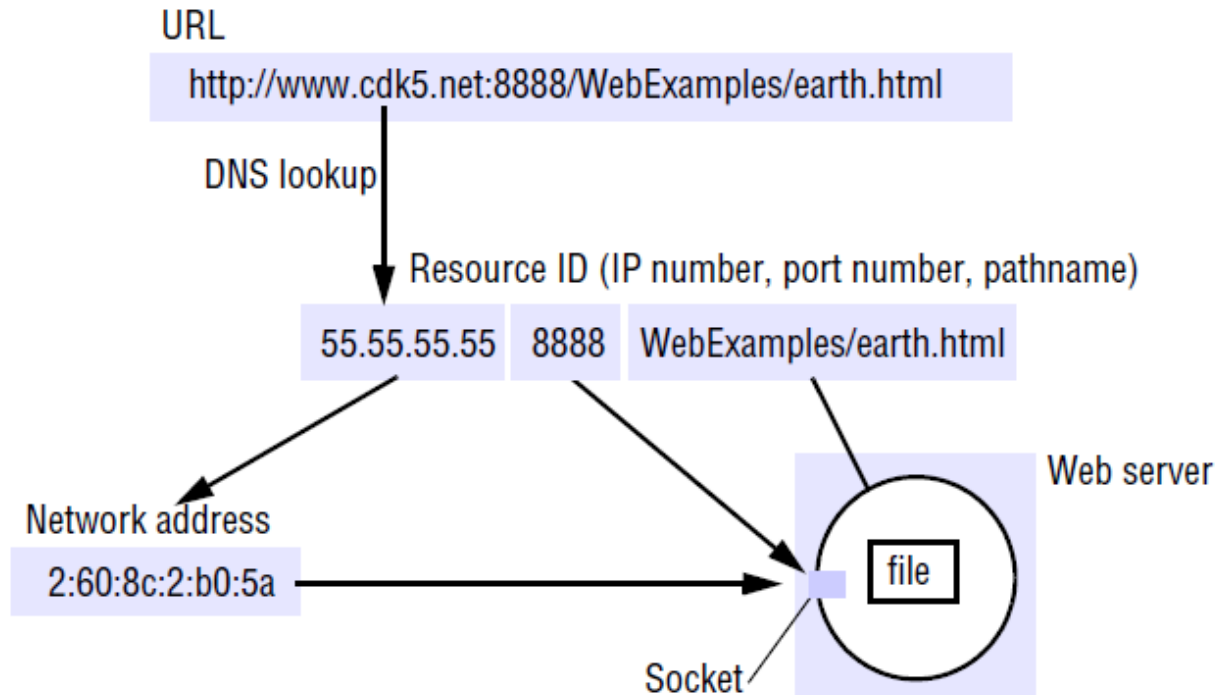 URL
http://www.cdk5.net:8888/WebExamples/earth.html
DNS lookup
Resource ID (IP number, port number, pathname)
55.55.55.55 8888 WebExamples/earth.html
Web server
Network address
2:60:8c:2:b0:5a
file
Socket